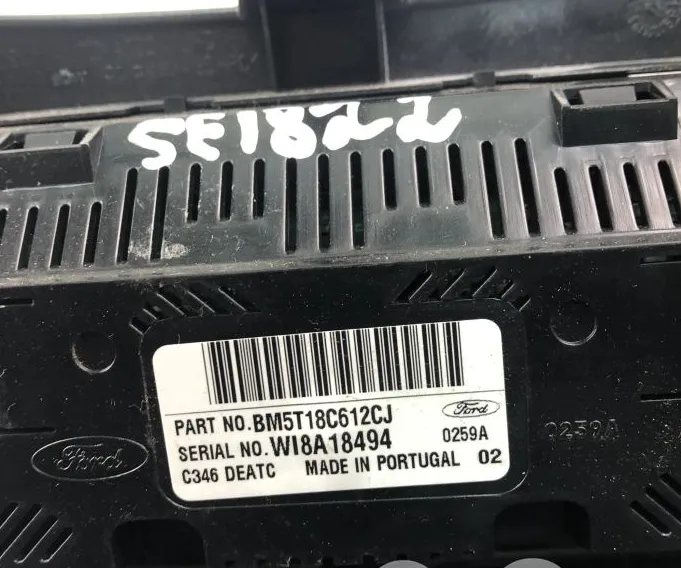 SE1822
PART NO.BM5T18C612CJ
Ford
SERIAL NO.WI8A18494
0259A
C346 DEATC MADE IN PORTUGAL 02
Ford
0259A